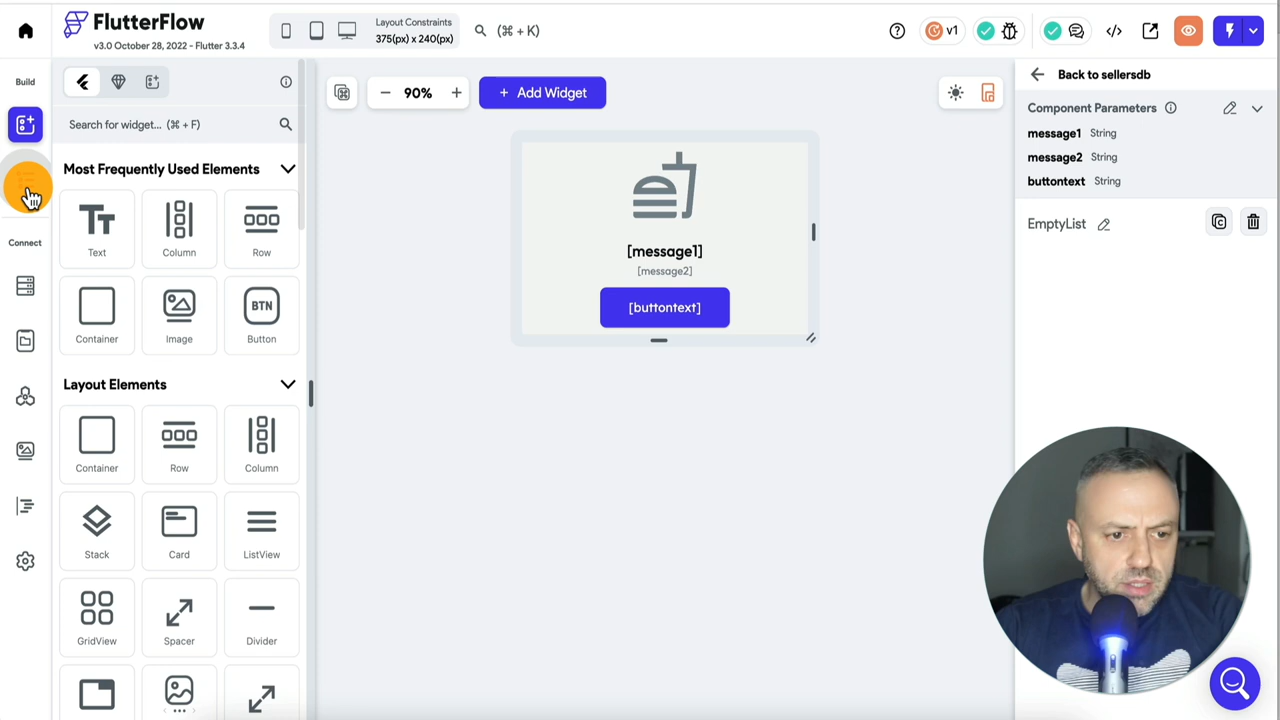 FlutterFlow
v3.0 October 28, 2022 - Flutter 3.3.4
Layout Constraints
375(px) x 240(px)
(⌘ + K)
v1
Build
Search for widget... (⌘ + F)
90%
+ Add Widget
Back to sellersdb
Component Parameters
message1 String
message2 String
buttontext String
EmptyList
Most Frequently Used Elements
Tт
Text
Column
Row
Container
Image
BTN
Button
Connect
[message1]
[message2]
[buttontext]
Layout Elements
Container
Row
Column
Stack
Card
ListView
GridView
Spacer
Divider